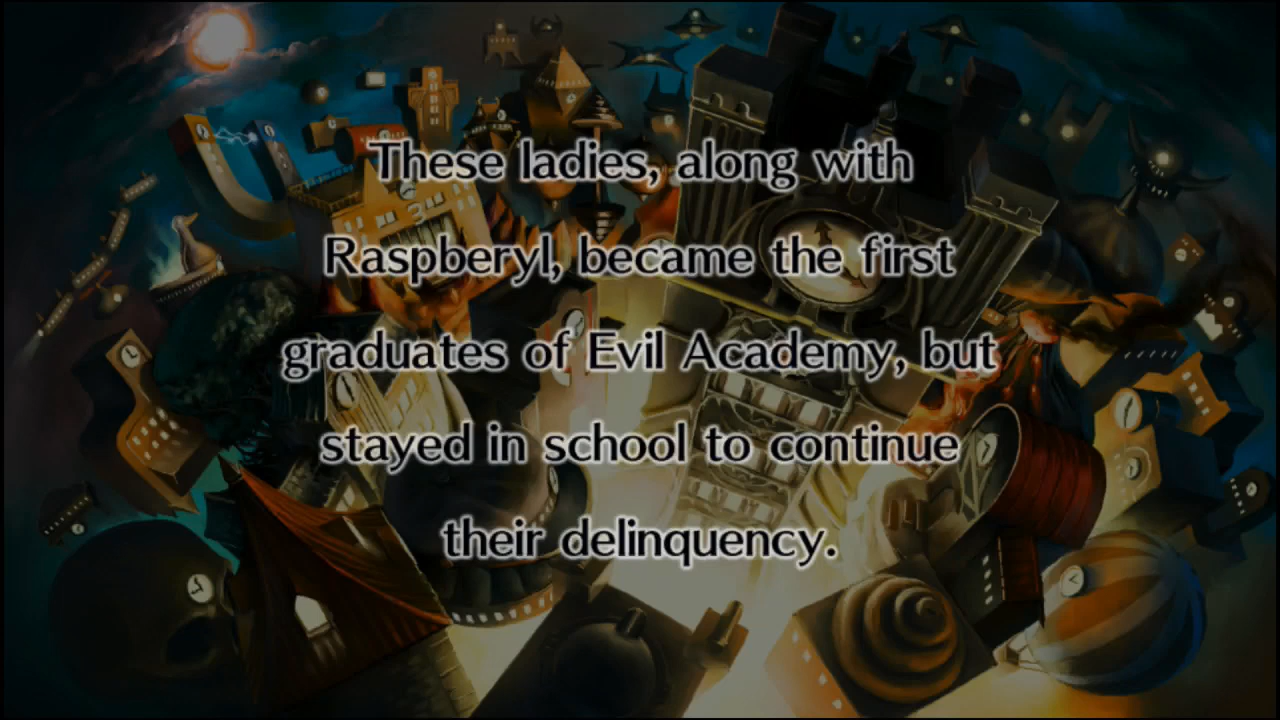 These ladies, along with
Raspberyl, became the first
graduates of Evil Academy, but
stayed in school to continue
their delinquency.